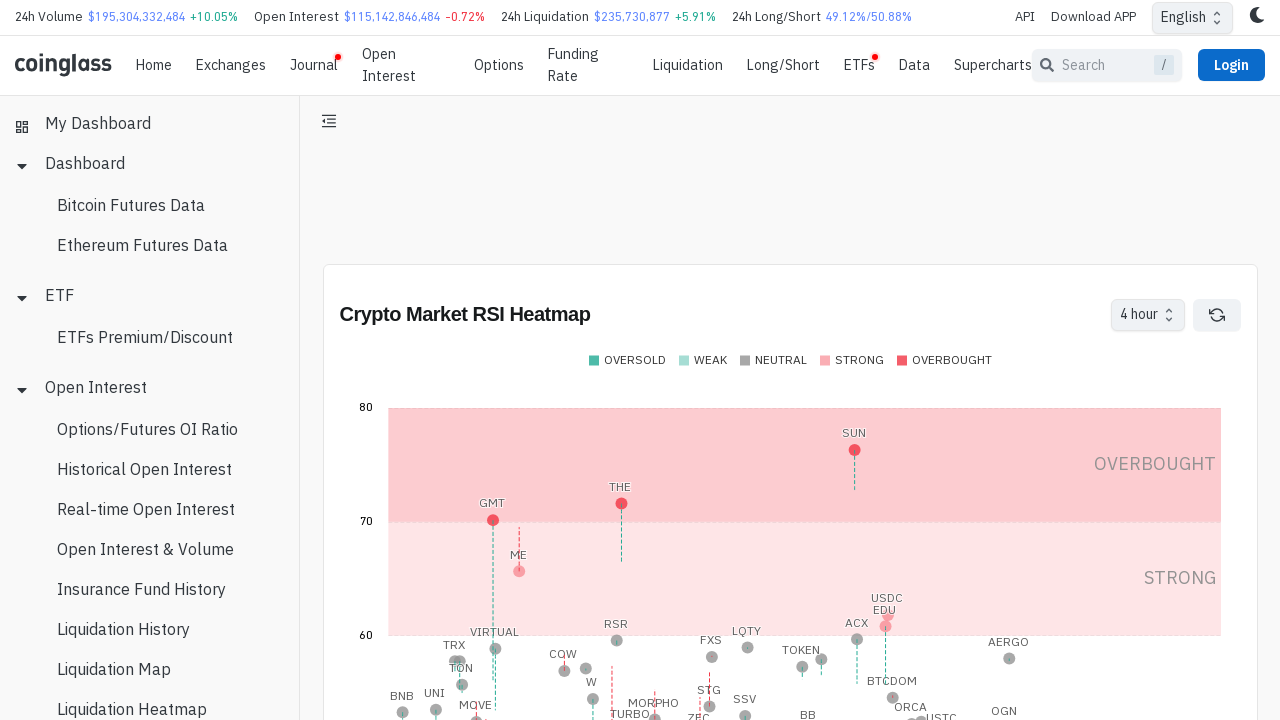 24h Volume $195,304,332,484 +10.05% Open Interest $115,142,846,484 -0.72% 24h Liquidation $235,730,877 +5.91% 24h Long/Short 49.12%/50.88% API Download APP English
coinglass Home Exchanges Journal Open Interest Options Funding Rate Liquidation Long/Short ETFs Data Supercharts Search / Login
My Dashboard
Dashboard
Bitcoin Futures Data
Ethereum Futures Data
ETF
ETFs Premium/Discount
Open Interest
Options/Futures OI Ratio
Historical Open Interest
Real-time Open Interest
Open Interest & Volume
Insurance Fund History
Liquidation History
Liquidation Map
Liquidation Heatmap
Crypto Market RSI Heatmap 4 hour
OVERSOLD WEAK NEUTRAL STRONG OVERBOUGHT
80
SUN
OVERBOUGHT
THE
GMT
70
ME
STRONG
USDC
EDU
ACX
RSR
VIRTUAL
LQTY
60
FXS
AERGO
TRX
TOKEN
COW
TON
BTCDOM
W
STG
UNI
BNB
SSV
MORPHO
MOVE
ORCA
OGN
TURBO
BB
ZEC
USTC